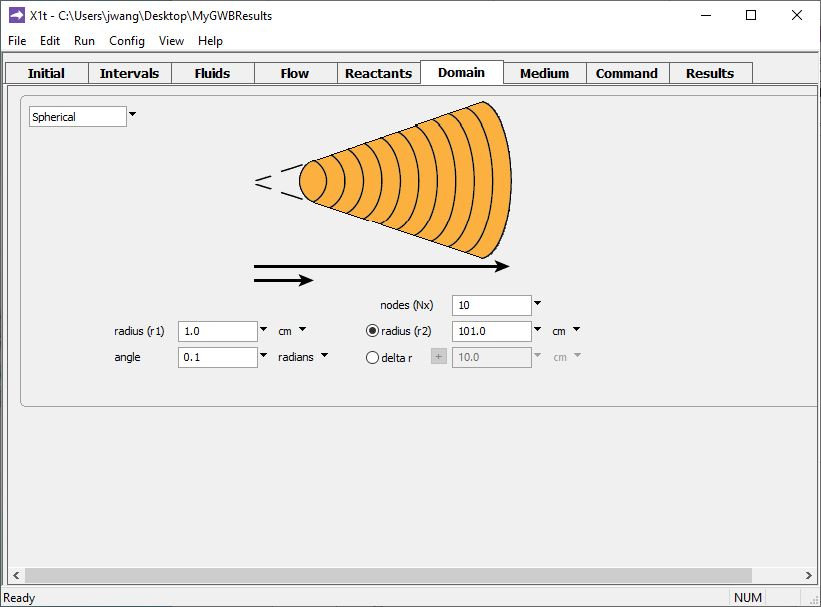 X1t - C:\Users\jwang\Desktop\MyGWBResults
File Edit Run Config View Help
Initial Intervals Fluids Flow Reactants Domain Medium Command Results
Spherical
nodes (Nx) 10
radius (r1) 1.0 cm radius (r2) 101.0 cm
angle 0.1 radians delta r + 10.0 cm
Ready NUM